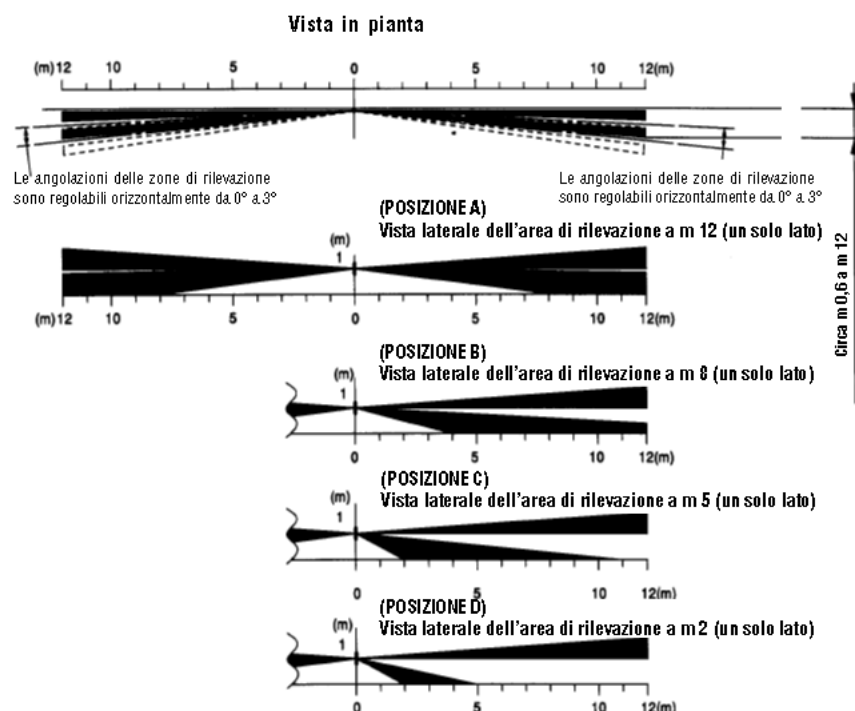 Vista in pianta
(m) 12 10 5 0 5 10 12(m)
Le angolazioni delle zone di rilevazione
sono regolabili orizzontalmente da 0° a 3°
Le angolazioni delle zone di rilevazione
sono regolabili orizzontalmente da 0° a 3°
Circa m 0,6 a m 12
(POSIZIONE A)
Vista laterale dell'area di rilevazione a m 12 (un solo lato)
(m)
1
(m) 12 10 5 0 5 10 12(m)
(POSIZIONE B)
Vista laterale dell'area di rilevazione a m 8 (un solo lato)
(m)
1
0 5 10 12(m)
(POSIZIONE C)
Vista laterale dell'area di rilevazione a m 5 (un solo lato)
(m)
1
0 5 10 12(m)
(POSIZIONE D)
Vista laterale dell'area di rilevazione a m 2 (un solo lato)
(m)
1
0 5 10 12(m)